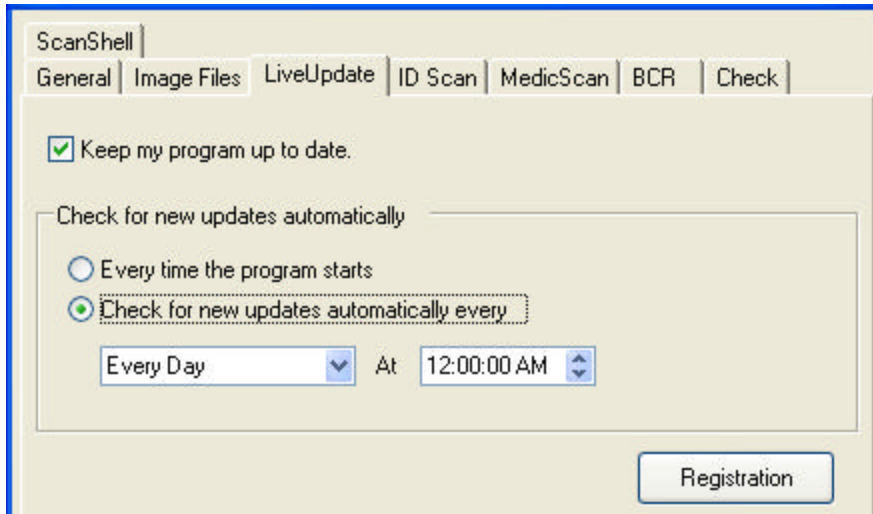 ScanShell
General Image Files LiveUpdate ID Scan MedicScan BCR Check
Keep my program up to date.
Check for new updates automatically
Every time the program starts
Check for new updates automatically every
Every Day At 12:00:00 AM
Registration